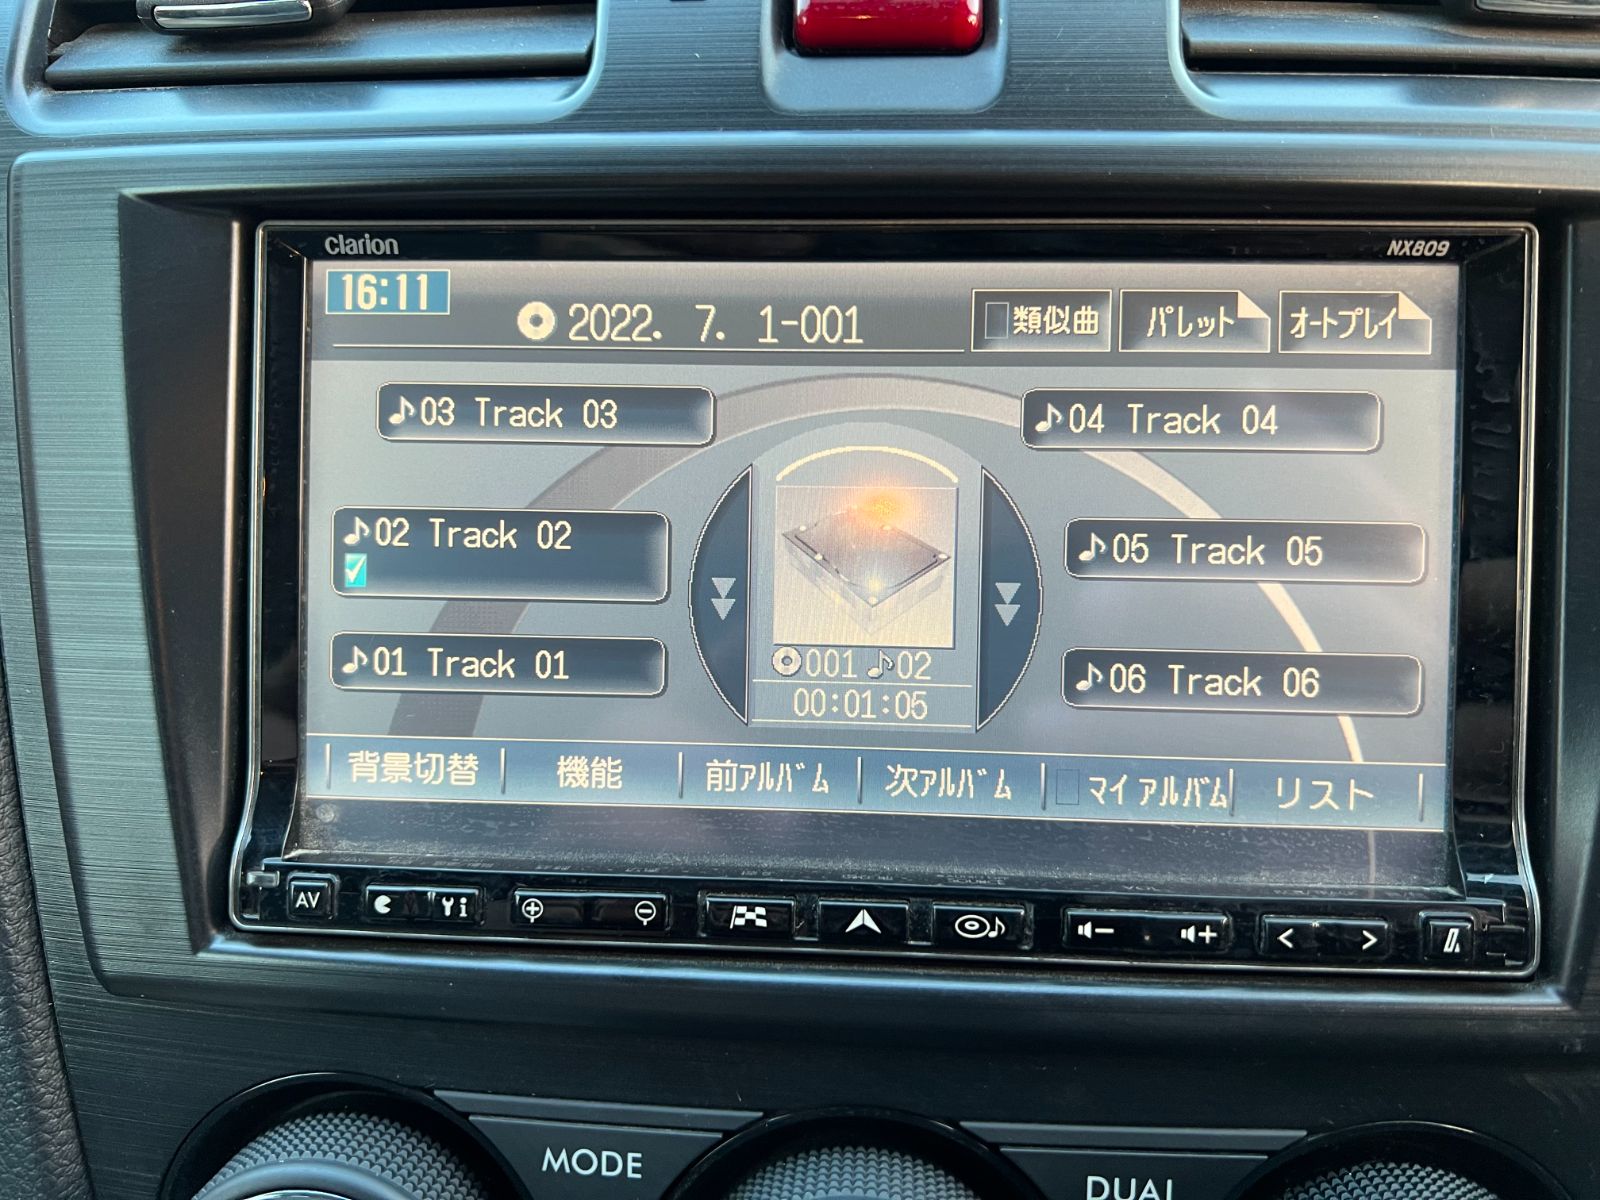 Clarion
NX809
16:11
2022. 7. 1-001
類似曲
パレット
オートプレイ
03 Track 03
04 Track 04
02 Track 02
05 Track 05
01 Track 01
06 Track 06
001 02
00:01:05
背景切替
機能
前アルバム
次アルバム
マイアルバム
リスト
AV
MODE
DUAL